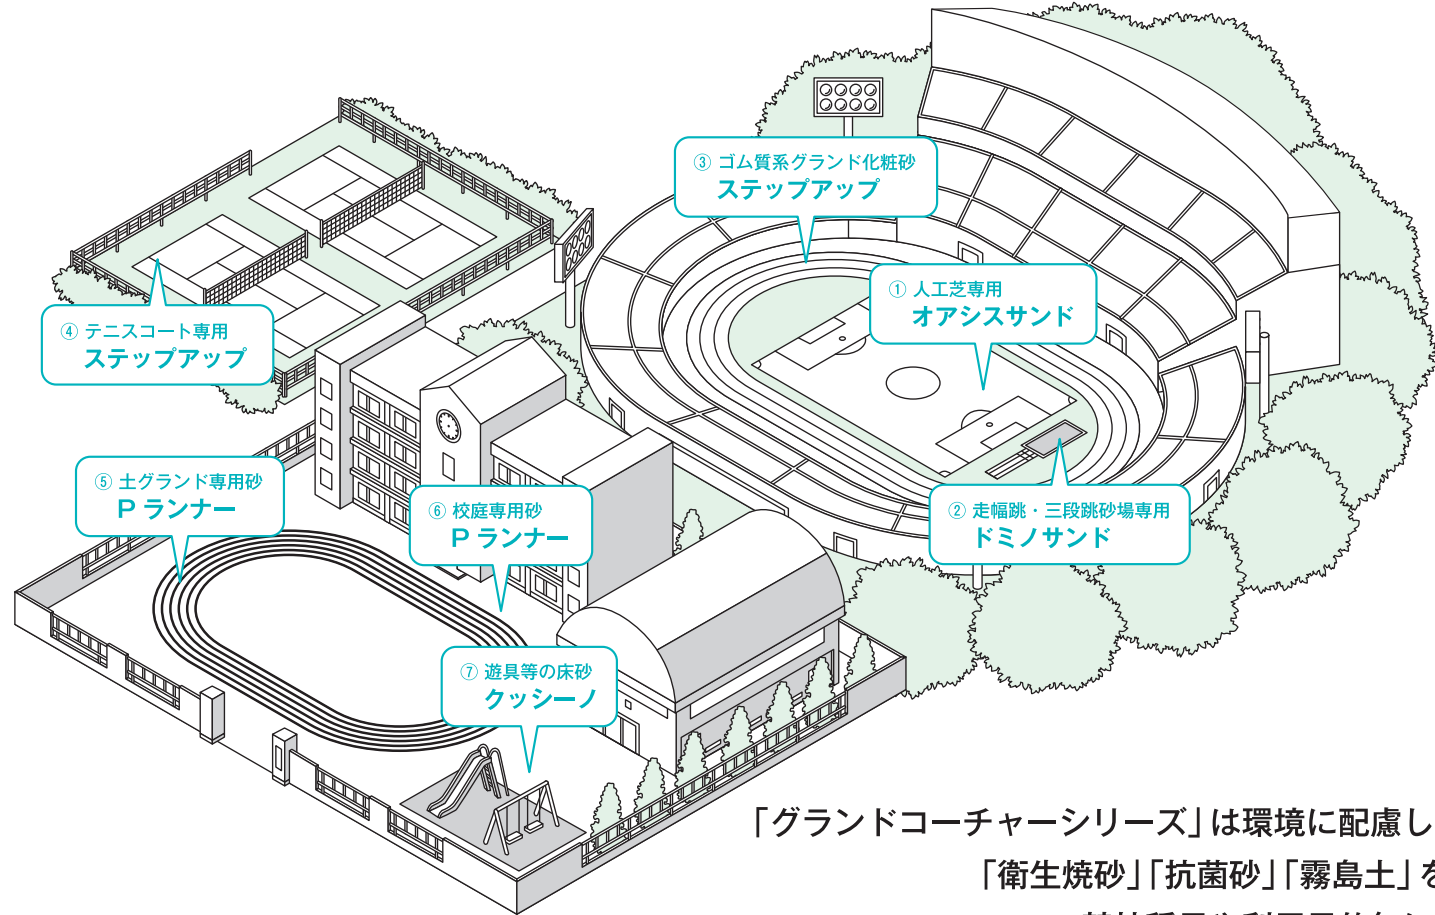 ③ ゴム質系グランド化粧砂
ステップアップ
① 人工芝専用
オアシスサンド
④ テニスコート専用
ステップアップ
⑤ 土グランド専用砂
P ランナー
⑥ 校庭専用砂
P ランナー
② 走幅跳・三段跳砂場専用
ドミノサンド
⑦ 遊具等の床砂
クッシーノ
「グランドコーチャーシリーズ」は環境に配慮し
「衛生焼砂」「抗菌砂」「霧島土」を